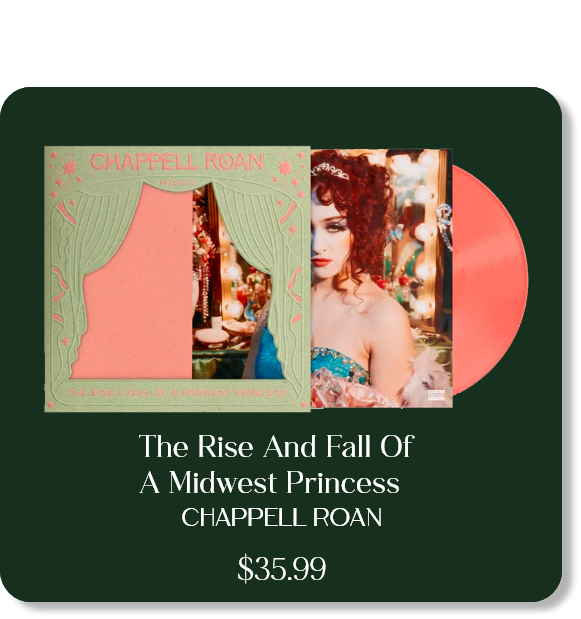 CHAPPELL ROAN
The Rise And Fall Of
A Midwest Princess
CHAPPELL ROAN
$35.99